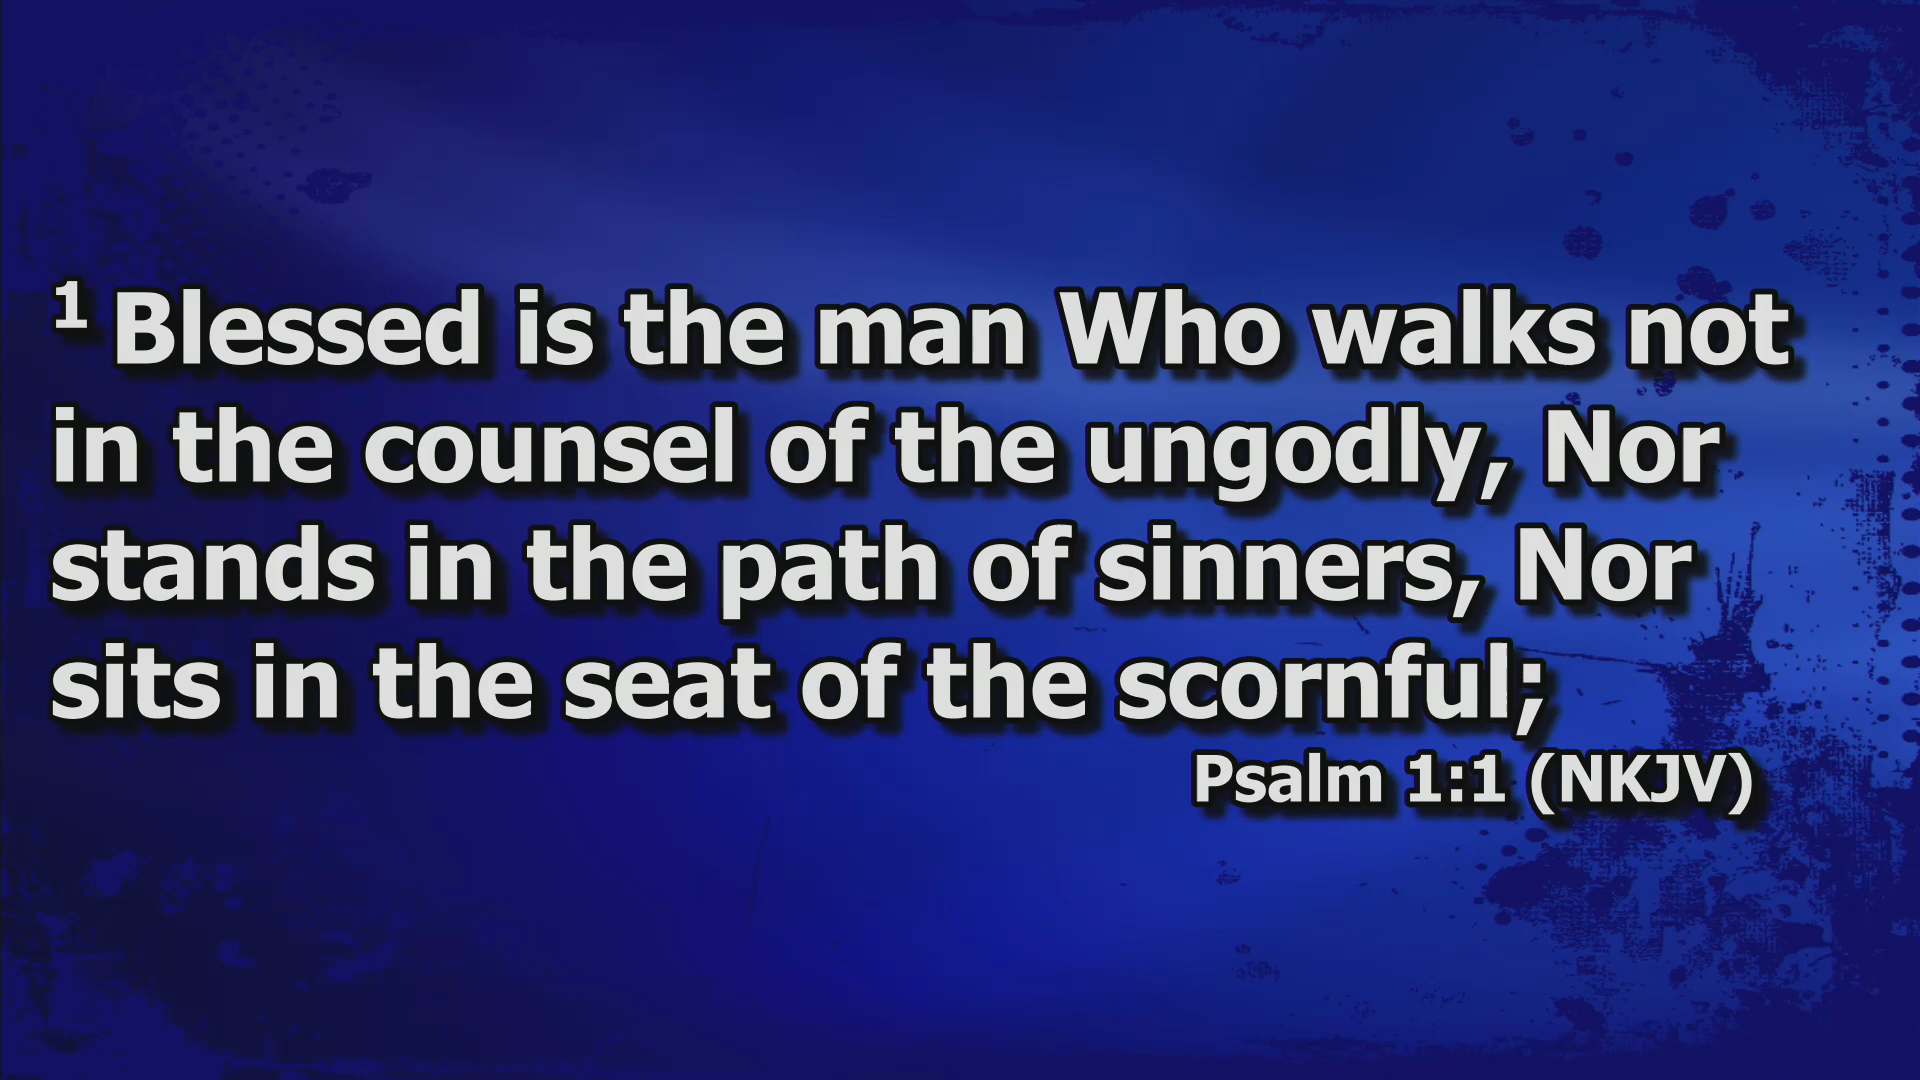 1 Blessed is the man Who walks not
in the counsel of the ungodly, Nor
stands in the path of sinners, Nor
sits in the seat of the scornful;
Psalm 1:1 (NKJV)